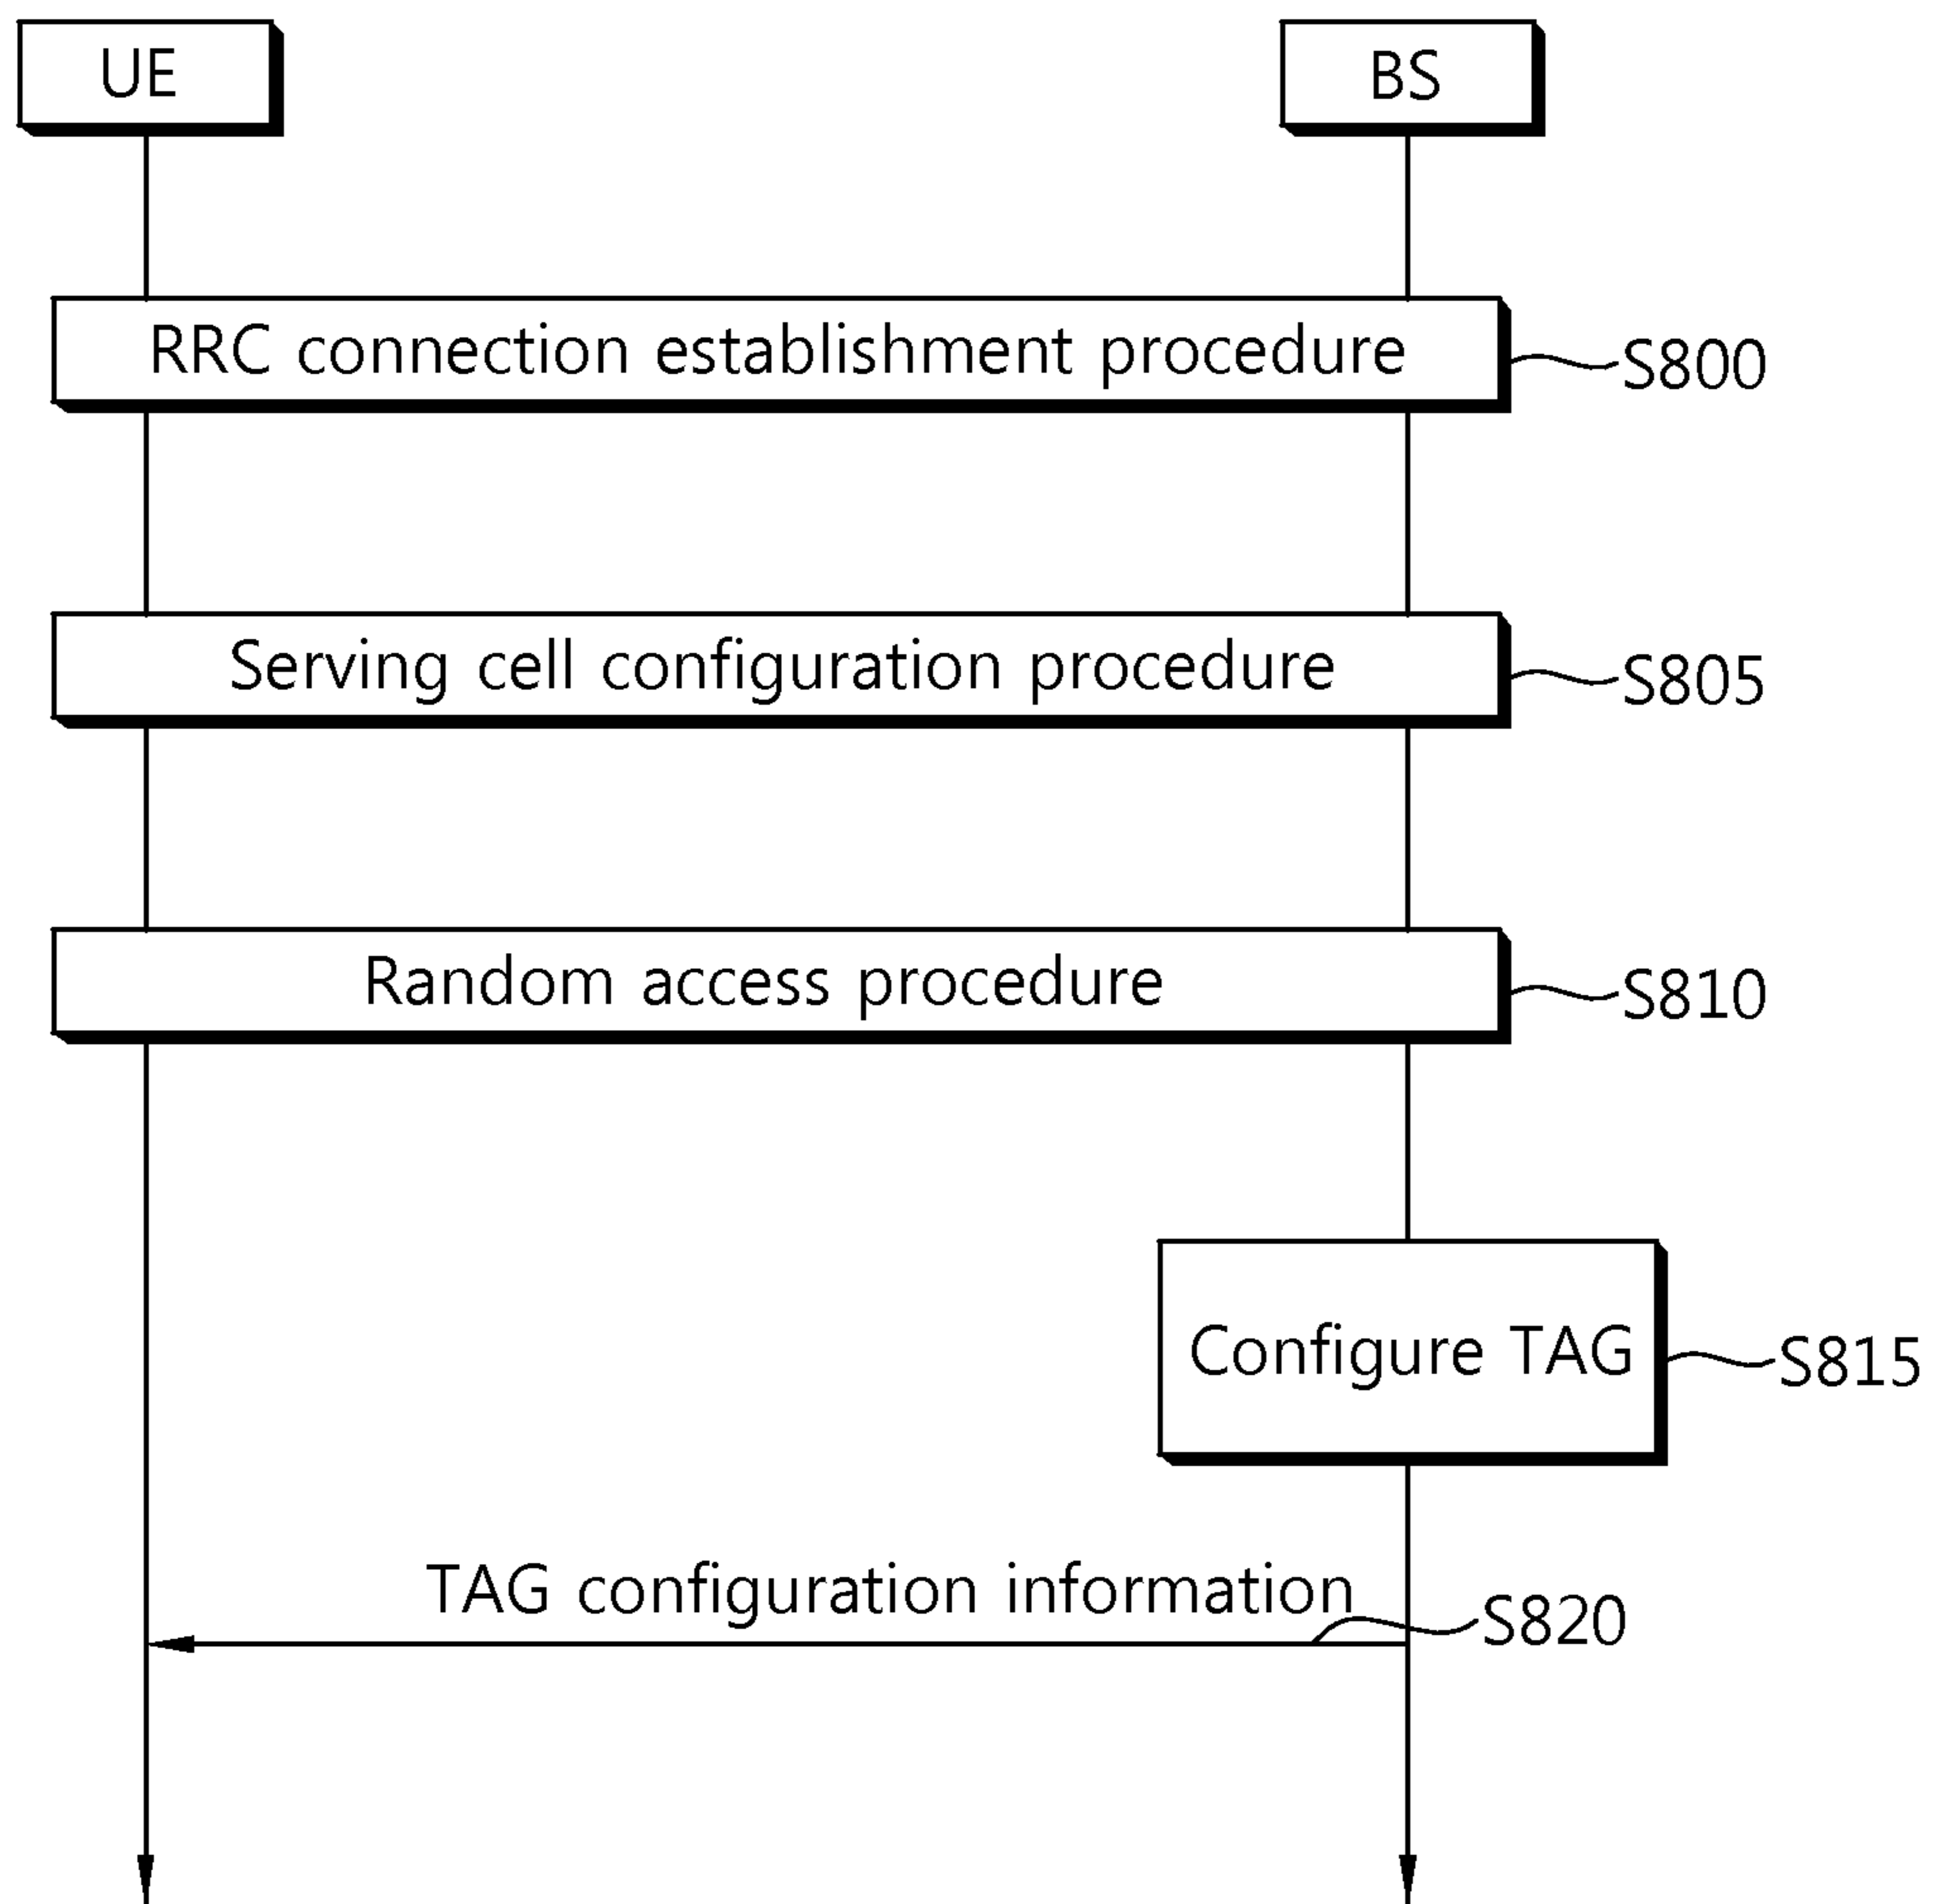 UE
BS
RRC connection establishment procedure
S800
Serving cell configuration procedure
S805
Random access procedure
S810
Configure TAG
S815
TAG configuration information
S820